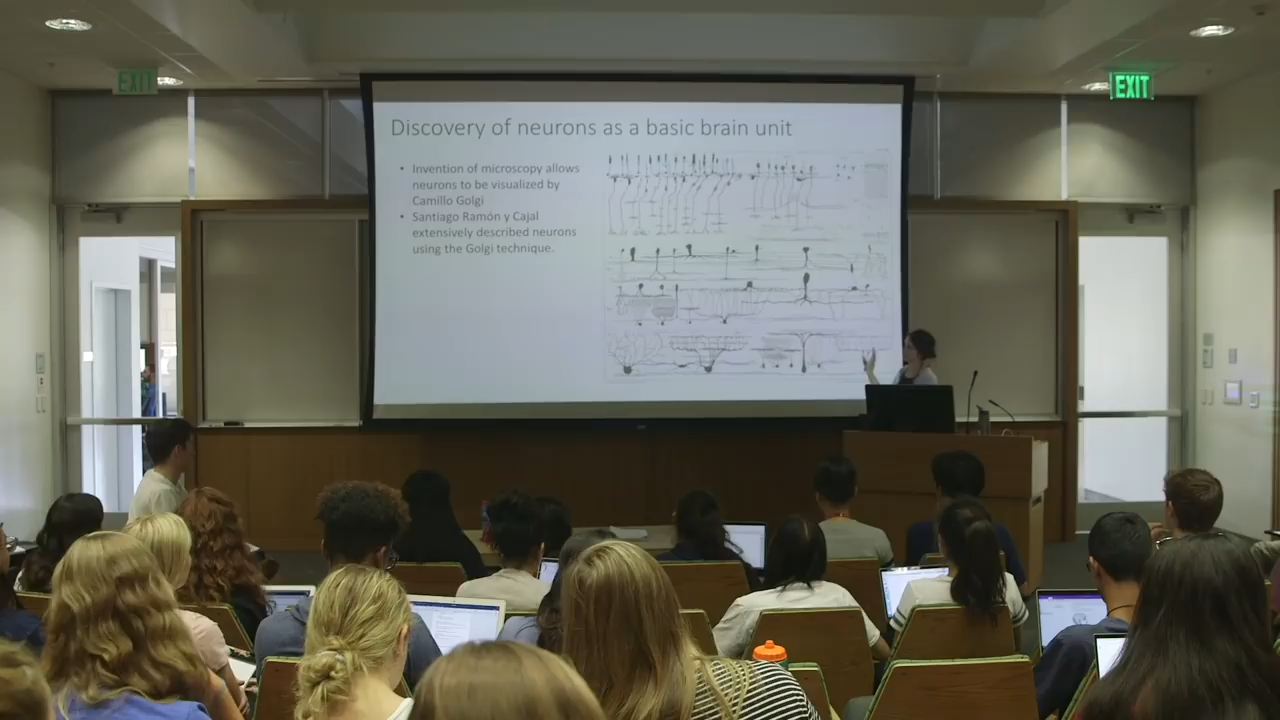 EXIT
EXIT
Discovery of neurons as a basic brain unit
• Invention of microscopy allows
neurons to be visualized by
Camillo Golgi
• Santiago Ramón y Cajal
extensively described neurons
using the Golgi technique.